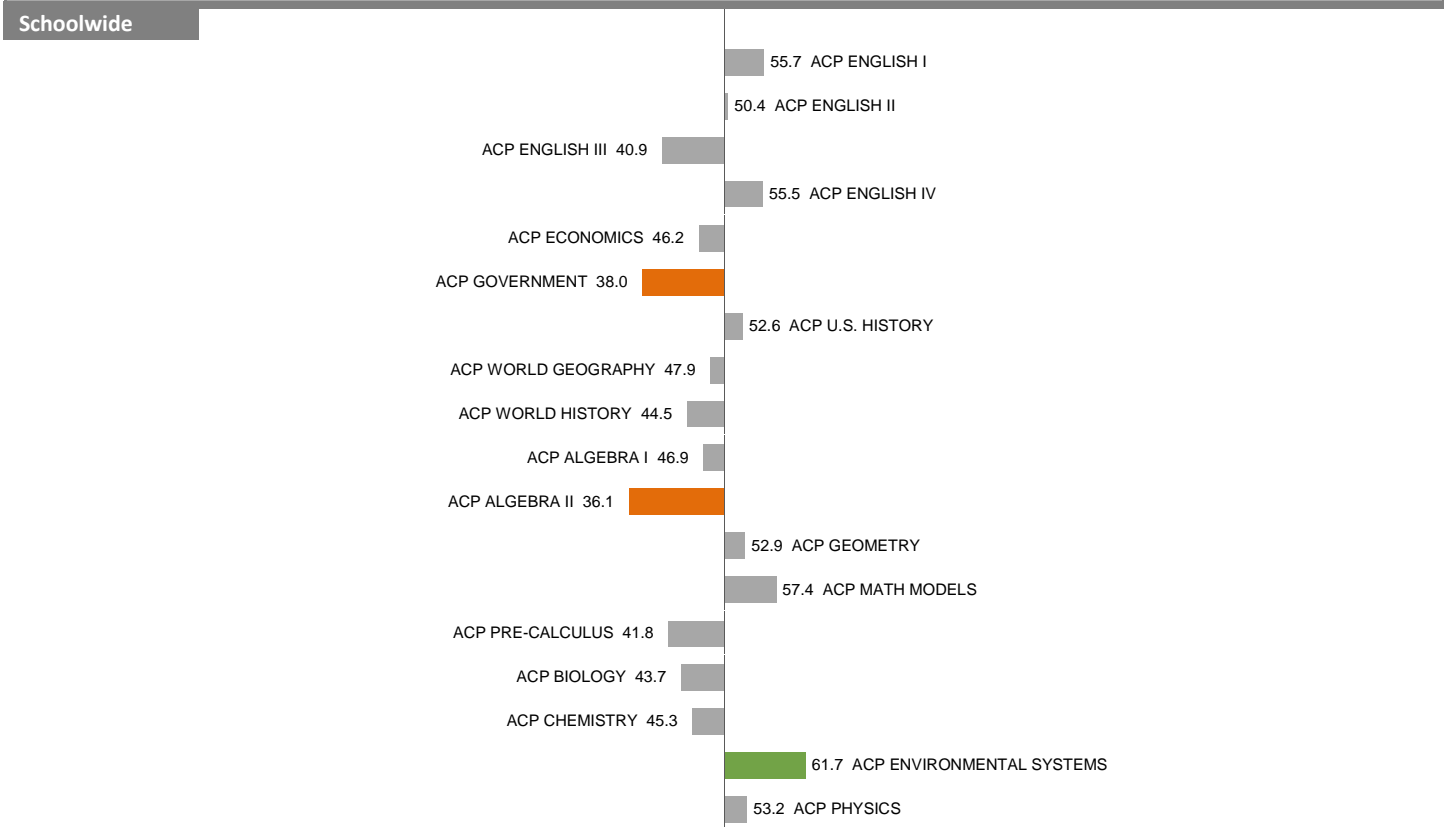 Schoolwide
55.7 ACP ENGLISH I
50.4 ACP ENGLISH II
ACP ENGLISH III 40.9
55.5 ACP ENGLISH IV
ACP ECONOMICS 46.2
ACP GOVERNMENT 38.0
52.6 ACP U.S. HISTORY
ACP WORLD GEOGRAPHY 47.9
ACP WORLD HISTORY 44.5
ACP ALGEBRA I 46.9
ACP ALGEBRA II 36.1
52.9 ACP GEOMETRY
57.4 ACP MATH MODELS
ACP PRE-CALCULUS 41.8
ACP BIOLOGY 43.7
ACP CHEMISTRY 45.3
61.7 ACP ENVIRONMENTAL SYSTEMS
53.2 ACP PHYSICS